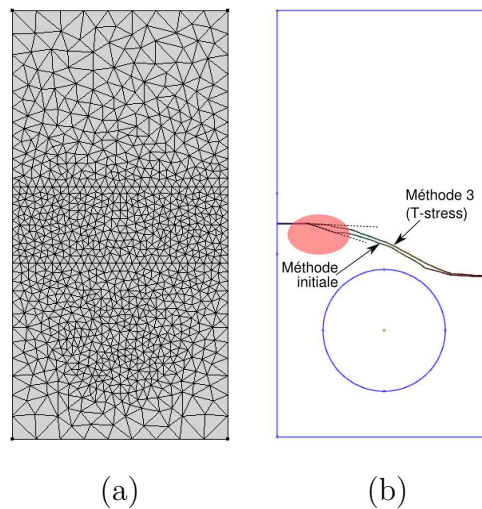 Méthode 3
(T-stress)
Méthode
initiale
(a)
(b)